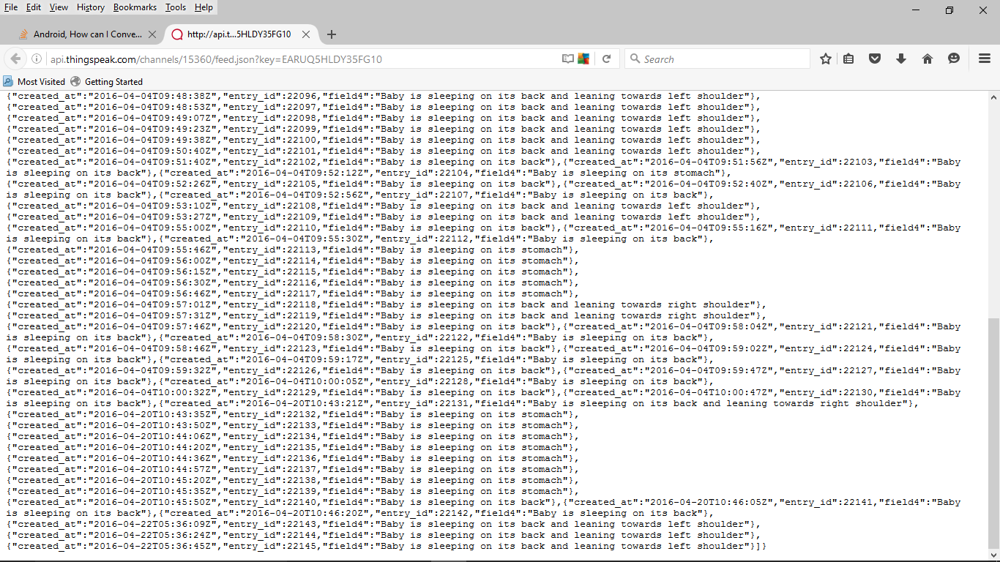 File Edit View History Bookmarks Tools Help
Android, How can I Conve...
http://api.t...5HLDY35FG10
api.thingspeak.com/channels/15360/feed.json?key=EARUQ5HLDY35FG10
Search
Most Visited Getting Started
{"created_at":"2016-04-04T09:48:38Z","entry_id":22096,"field4":"Baby is sleeping on its back and leaning towards left shoulder"},
{"created_at":"2016-04-04T09:48:53Z","entry_id":22097,"field4":"Baby is sleeping on its back and leaning towards left shoulder"},
{"created_at":"2016-04-04T09:49:07Z","entry_id":22098,"field4":"Baby is sleeping on its back and leaning towards left shoulder"},
{"created_at":"2016-04-04T09:49:23Z","entry_id":22099,"field4":"Baby is sleeping on its back and leaning towards left shoulder"},
{"created_at":"2016-04-04T09:49:38Z","entry_id":22100,"field4":"Baby is sleeping on its back and leaning towards left shoulder"},
{"created_at":"2016-04-04T09:50:40Z","entry_id":22101,"field4":"Baby is sleeping on its back and leaning towards left shoulder"},
{"created_at":"2016-04-04T09:51:40Z","entry_id":22102,"field4":"Baby is sleeping on its back"},{"created_at":"2016-04-04T09:51:56Z","entry_id":22103,"field4":"Baby
is sleeping on its back"},{"created_at":"2016-04-04T09:52:12Z","entry_id":22104,"field4":"Baby is sleeping on its stomach"},
{"created_at":"2016-04-04T09:52:26Z","entry_id":22105,"field4":"Baby is sleeping on its back"},{"created_at":"2016-04-04T09:52:40Z","entry_id":22106,"field4":"Baby
is sleeping on its back"},{"created_at":"2016-04-04T09:52:56Z","entry_id":22107,"field4":"Baby is sleeping on its back"},
{"created_at":"2016-04-04T09:53:10Z","entry_id":22108,"field4":"Baby is sleeping on its back and leaning towards left shoulder"},
{"created_at":"2016-04-04T09:53:27Z","entry_id":22109,"field4":"Baby is sleeping on its back and leaning towards left shoulder"},
{"created_at":"2016-04-04T09:55:00Z","entry_id":22110,"field4":"Baby is sleeping on its back"},{"created_at":"2016-04-04T09:55:16Z","entry_id":22111,"field4":"Baby
is sleeping on its back"},{"created_at":"2016-04-04T09:55:30Z","entry_id":22112,"field4":"Baby is sleeping on its back"},
{"created_at":"2016-04-04T09:55:46Z","entry_id":22113,"field4":"Baby is sleeping on its stomach"},
{"created_at":"2016-04-04T09:56:00Z","entry_id":22114,"field4":"Baby is sleeping on its stomach"},
{"created_at":"2016-04-04T09:56:15Z","entry_id":22115,"field4":"Baby is sleeping on its stomach"},
{"created_at":"2016-04-04T09:56:30Z","entry_id":22116,"field4":"Baby is sleeping on its stomach"},
{"created_at":"2016-04-04T09:56:46Z","entry_id":22117,"field4":"Baby is sleeping on its stomach"},
{"created_at":"2016-04-04T09:57:01Z","entry_id":22118,"field4":"Baby is sleeping on its back and leaning towards right shoulder"},
{"created_at":"2016-04-04T09:57:31Z","entry_id":22119,"field4":"Baby is sleeping on its back and leaning towards right shoulder"},
{"created_at":"2016-04-04T09:57:46Z","entry_id":22120,"field4":"Baby is sleeping on its back"},{"created_at":"2016-04-04T09:58:04Z","entry_id":22121,"field4":"Baby
is sleeping on its back"},{"created_at":"2016-04-04T09:58:30Z","entry_id":22122,"field4":"Baby is sleeping on its back"},
{"created_at":"2016-04-04T09:58:46Z","entry_id":22123,"field4":"Baby is sleeping on its back"},{"created_at":"2016-04-04T09:59:02Z","entry_id":22124,"field4":"Baby
is sleeping on its back"},{"created_at":"2016-04-04T09:59:17Z","entry_id":22125,"field4":"Baby is sleeping on its back"},
{"created_at":"2016-04-04T09:59:32Z","entry_id":22126,"field4":"Baby is sleeping on its back"},{"created_at":"2016-04-04T09:59:47Z","entry_id":22127,"field4":"Baby
is sleeping on its back"},{"created_at":"2016-04-04T10:00:05Z","entry_id":22128,"field4":"Baby is sleeping on its back"},
{"created_at":"2016-04-04T10:00:32Z","entry_id":22129,"field4":"Baby is sleeping on its back"},{"created_at":"2016-04-04T10:00:47Z","entry_id":22130,"field4":"Baby
is sleeping on its back"},{"created_at":"2016-04-20T10:43:21Z","entry_id":22131,"field4":"Baby is sleeping on its back and leaning towards right shoulder"},
{"created_at":"2016-04-20T10:43:35Z","entry_id":22132,"field4":"Baby is sleeping on its stomach"},
{"created_at":"2016-04-20T10:43:50Z","entry_id":22133,"field4":"Baby is sleeping on its stomach"},
{"created_at":"2016-04-20T10:44:06Z","entry_id":22134,"field4":"Baby is sleeping on its stomach"},
{"created_at":"2016-04-20T10:44:20Z","entry_id":22135,"field4":"Baby is sleeping on its stomach"},
{"created_at":"2016-04-20T10:44:36Z","entry_id":22136,"field4":"Baby is sleeping on its stomach"},
{"created_at":"2016-04-20T10:44:57Z","entry_id":22137,"field4":"Baby is sleeping on its stomach"},
{"created_at":"2016-04-20T10:45:20Z","entry_id":22138,"field4":"Baby is sleeping on its stomach"},
{"created_at":"2016-04-20T10:45:35Z","entry_id":22139,"field4":"Baby is sleeping on its stomach"},
{"created_at":"2016-04-20T10:45:50Z","entry_id":22140,"field4":"Baby is sleeping on its back"},{"created_at":"2016-04-20T10:46:05Z","entry_id":22141,"field4":"Baby
is sleeping on its back"},{"created_at":"2016-04-20T10:46:20Z","entry_id":22142,"field4":"Baby is sleeping on its back"},
{"created_at":"2016-04-22T05:36:09Z","entry_id":22143,"field4":"Baby is sleeping on its back and leaning towards left shoulder"},
{"created_at":"2016-04-22T05:36:24Z","entry_id":22144,"field4":"Baby is sleeping on its back and leaning towards left shoulder"},
{"created_at":"2016-04-22T05:36:45Z","entry_id":22145,"field4":"Baby is sleeping on its back and leaning towards left shoulder"}]}